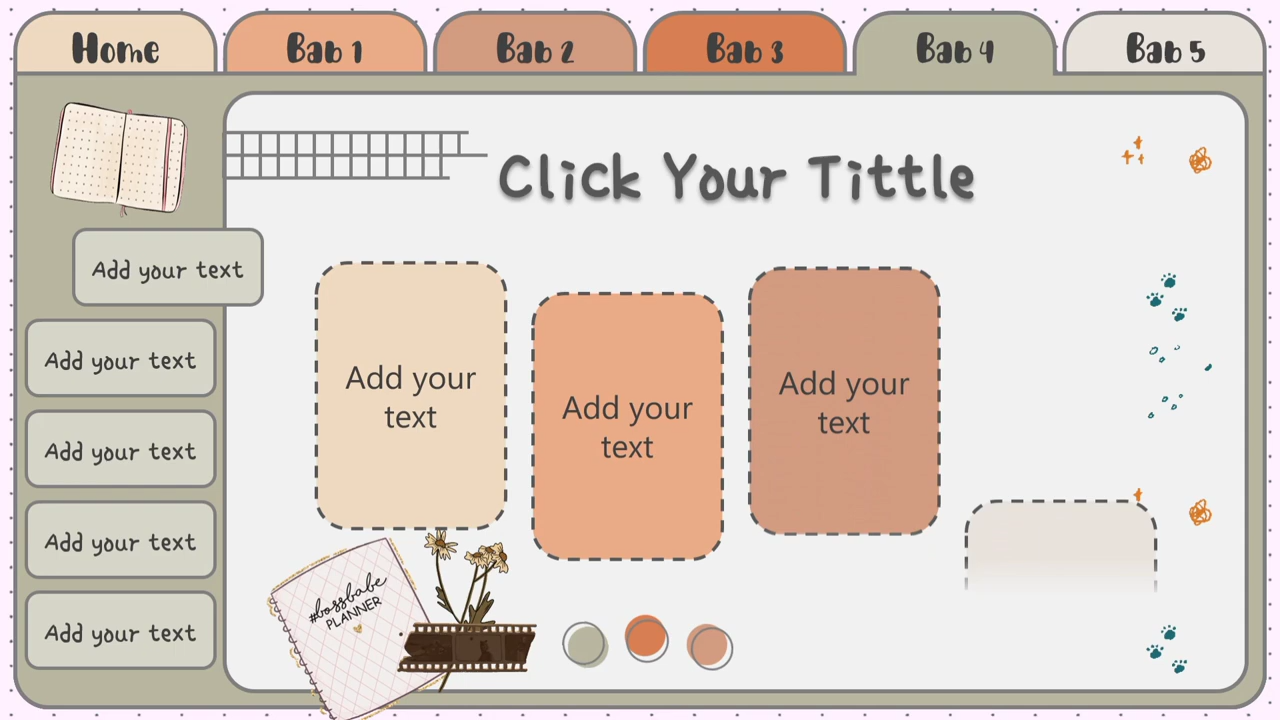 Home
Bab 1
Bab 2
Bab 3
Bab 4
Bab 5
Click Your Tittle
Add your text
Add your text
Add your text
Add your text
Add your text
Add your
text
Add your
text
Add your
text
#bossbabe
PLANNER